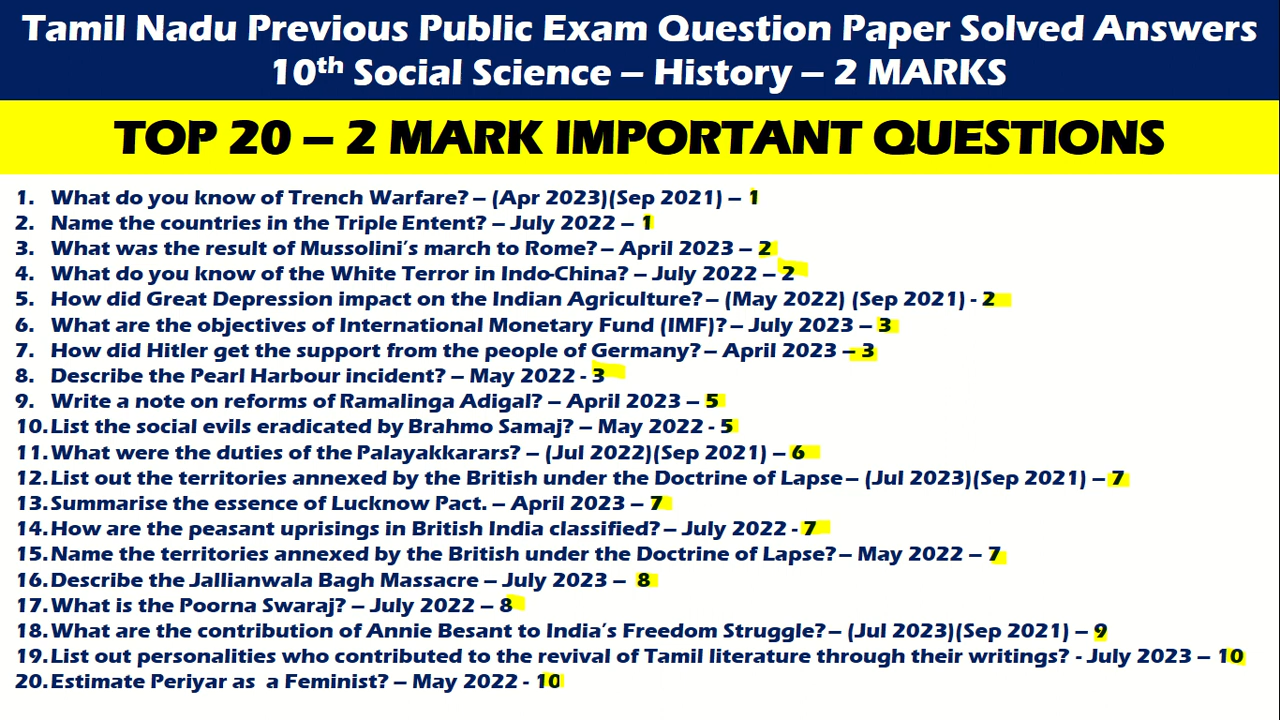 Tamil Nadu Previous Public Exam Question Paper Solved Answers
10th Social Science – History – 2 MARKS
TOP 20 – 2 MARK IMPORTANT QUESTIONS
1. What do you know of Trench Warfare? – (Apr 2023)(Sep 2021) – 1
2. Name the countries in the Triple Entent? – July 2022 – 1
3. What was the result of Mussolini's march to Rome? – April 2023 – 2
4. What do you know of the White Terror in Indo-China? – July 2022 – 2
5. How did Great Depression impact on the Indian Agriculture? – (May 2022) (Sep 2021) - 2
6. What are the objectives of International Monetary Fund (IMF)? – July 2023 – 3
7. How did Hitler get the support from the people of Germany? – April 2023 – 3
8. Describe the Pearl Harbour incident? – May 2022 - 3
9. Write a note on reforms of Ramalinga Adigal? – April 2023 – 5
10. List the social evils eradicated by Brahmo Samaj? – May 2022 - 5
11. What were the duties of the Palayakkarars? – (Jul 2022)(Sep 2021) – 6
12. List out the territories annexed by the British under the Doctrine of Lapse – (Jul 2023)(Sep 2021) – 7
13. Summarise the essence of Lucknow Pact. – April 2023 – 7
14. How are the peasant uprisings in British India classified? – July 2022 - 7
15. Name the territories annexed by the British under the Doctrine of Lapse? – May 2022 – 7
16. Describe the Jallianwala Bagh Massacre – July 2023 – 8
17. What is the Poorna Swaraj? – July 2022 – 8
18. What are the contribution of Annie Besant to India's Freedom Struggle? – (Jul 2023)(Sep 2021) – 9
19. List out personalities who contributed to the revival of Tamil literature through their writings? - July 2023 – 10
20. Estimate Periyar as a Feminist? – May 2022 - 10